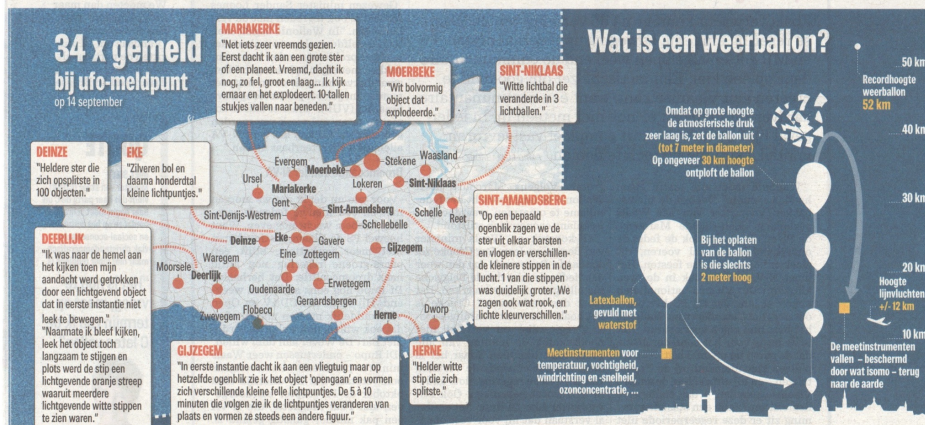 34 x gemeld
bij ufo-meldpunt
op 14 september
MARIAKERKE
"Net iets zeer vreemds gezien.
Eerst dacht ik aan een grote ster
of een planeet. Vreemd, dacht ik
nog, zo fel, groot en laag... Ik kijk
ernaar en het explodeert. 10-tallen
stukjes vallen naar beneden."
MOERBEKE
"Wit bolvormig
object dat
explodeerde."
SINT-NIKLAAS
"Witte lichtbal die
veranderde in 3
lichtballen."
DEINZE
"Heldere ster die
zich opsplitste in
100 objecten."
EKE
"Zilveren bol en
daarna honderdtal
kleine lichtpuntjes."
DEERLIJK
"Ik was naar de hemel aan
het kijken toen mijn
aandacht werd getrokken
door een lichtgevend object
dat in eerste instantie niet
leek te bewegen."
"Naarmate ik bleef kijken,
leek het object toch
langzaam te stijgen en
plots werd de stip een
lichtgevende oranje streep
waaruit meerdere
lichtgevende witte stippen
te zien waren."
Evergem
Moerbeke
Stekene
Waasland
Ursel
Mariakerke
Lokeren
Sint-Niklaas
Gent
Sint-Denijs-Westrem
Sint-Amandsberg
Schellebelle
Schelle
Reet
Deinze
Eke
Gavere
Gijzegem
Eine
Zottegem
Waregem
Moorsele
Deerlijk
Oudenaarde
Erwetegem
Zwevegem
Flobecq
Geraardsbergen
Herne
Dworp
SINT-AMANDSBERG
"Op een bepaald
ogenblik zagen we de
ster uit elkaar barsten
en vlogen er verschillen-
de kleinere stippen in de
lucht. 1 van die stippen
was duidelijk groter. We
zagen ook wat rook, en
lichte kleurverschillen."
GIJZEGEM
"In eerste instantie dacht ik aan een vliegtuig maar op
hetzelfde ogenblik zie ik het object 'opengaan' en vormen
zich verschillende kleine felle lichtpuntjes. De 5 à 10
minuten die volgen zie ik de lichtpuntjes veranderen van
plaats en vormen ze steeds een andere figuur."
HERNE
"Helder witte
stip die zich
splitste."
Wat is een weerballon?
50 km
Recordhoogte
weerballon
52 km
Omdat op grote hoogte
de atmosferische druk
zeer laag is, zet de ballon uit
(tot 7 meter in diameter)
Op ongeveer 30 km hoogte
ontploft de ballon
40 km
30 km
Bij het oplaten
van de ballon
is die slechts
2 meter hoog
20 km
Hoogte
lijnvluchten
+/- 12 km
Latexballon,
gevuld met
waterstof
10 km
Meetinstrumenten voor
temperatuur, vochtigheid,
windrichting en -snelheid,
ozonconcentratie, ...
De meetinstrumenten
vallen – beschermd
door wat isomo – terug
naar de aarde